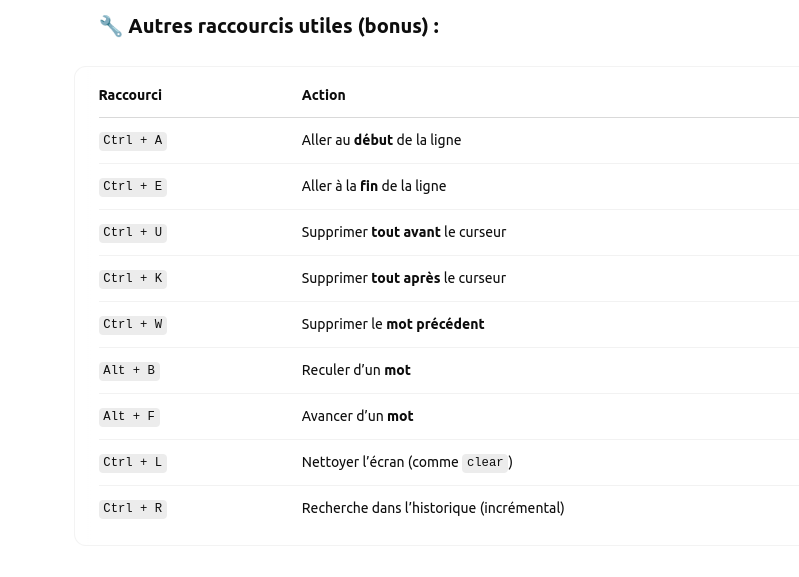 🔧 Autres raccourcis utiles (bonus) :
Raccourci Action
Ctrl + A Aller au début de la ligne
Ctrl + E Aller à la fin de la ligne
Ctrl + U Supprimer tout avant le curseur
Ctrl + K Supprimer tout après le curseur
Ctrl + W Supprimer le mot précédent
Alt + B Reculer d’un mot
Alt + F Avancer d’un mot
Ctrl + L Nettoyer l’écran (comme clear)
Ctrl + R Recherche dans l’historique (incrémental)